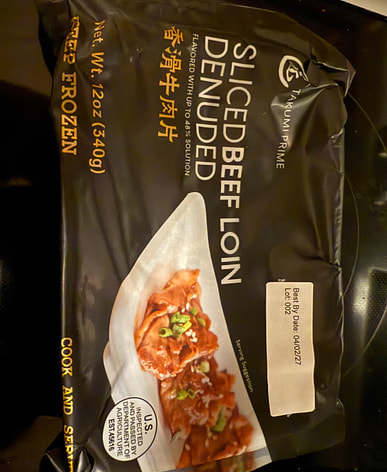 TAKUMI PRIME
SLICED BEEF LOIN
DENUDED
FLAVORED WITH UP TO 48% SOLUTION
香滑牛肉片
Net. Wt. 12oz (340g)
KEEP FROZEN
COOK AND SER
Best By Date: 04/02/27
Lot: 002
Serving Suggestion
U.S.
INSPECTED
AND PASSED BY
DEPARTMENT OF
AGRICULTURE